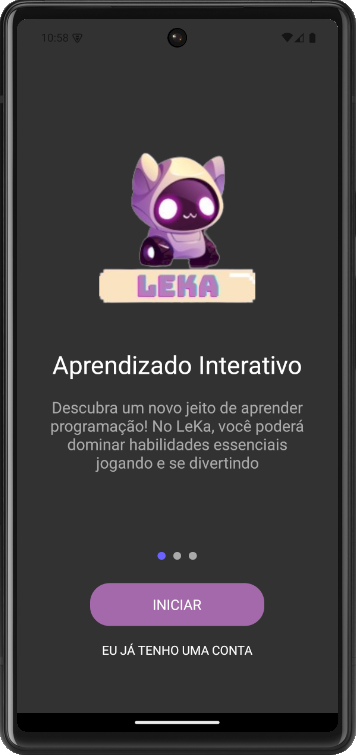 10:58
LEKA
Aprendizado Interativo
Descubra um novo jeito de aprender
programação! No LeKa, você poderá
dominar habilidades essenciais
jogando e se divertindo
INICIAR
EU JÁ TENHO UMA CONTA